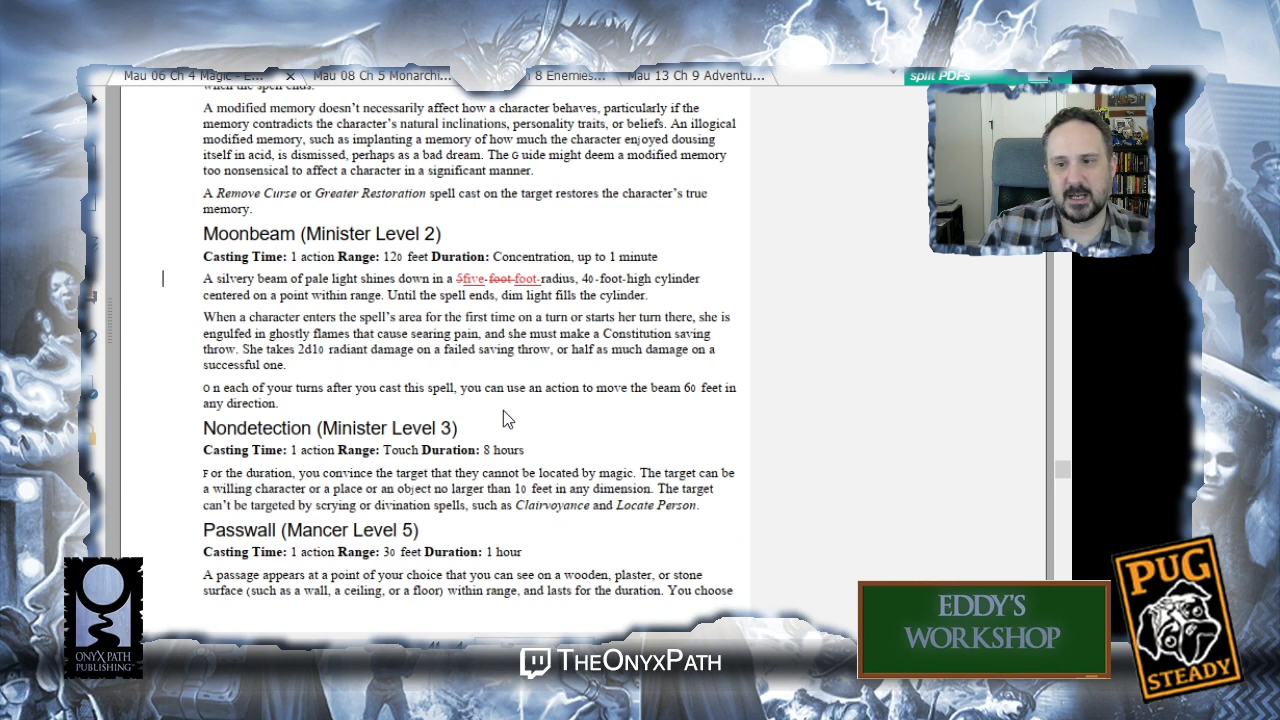 Mau 06 Ch 4 Magic - E... × Mau 08 Ch 5 Monarchi... 8 Enemies... Mau 13 Ch 9 Adventu... split PDFs
when the spell ends.
A modified memory doesn't necessarily affect how a character behaves, particularly if the
memory contradicts the character's natural inclinations, personality traits, or beliefs. An illogical
modified memory, such as implanting a memory of how much the character enjoyed dousing
itself in acid, is dismissed, perhaps as a bad dream. The G uide might deem a modified memory
too nonsensical to affect a character in a significant manner.
A Remove Curse or Greater Restoration spell cast on the target restores the character's true
memory.
Moonbeam (Minister Level 2)
Casting Time: 1 action Range: 120 feet Duration: Concentration, up to 1 minute
A silvery beam of pale light shines down in a 5five-foot-foot-radius, 40-foot-high cylinder
centered on a point within range. Until the spell ends, dim light fills the cylinder.
When a character enters the spell's area for the first time on a turn or starts her turn there, she is
engulfed in ghostly flames that cause searing pain, and she must make a Constitution saving
throw. She takes 2d10 radiant damage on a failed saving throw, or half as much damage on a
successful one.
O n each of your turns after you cast this spell, you can use an action to move the beam 60 feet in
any direction.
Nondetection (Minister Level 3)
Casting Time: 1 action Range: Touch Duration: 8 hours
F or the duration, you convince the target that they cannot be located by magic. The target can be
a willing character or a place or an object no larger than 10 feet in any dimension. The target
can't be targeted by scrying or divination spells, such as Clairvoyance and Locate Person.
Passwall (Mancer Level 5)
Casting Time: 1 action Range: 30 feet Duration: 1 hour
A passage appears at a point of your choice that you can see on a wooden, plaster, or stone
surface (such as a wall, a ceiling, or a floor) within range, and lasts for the duration. You choose
ONYX PATH
PUBLISHING
THEONYXPATH
EDDY'S
WORKSHOP
PUG
STEADY